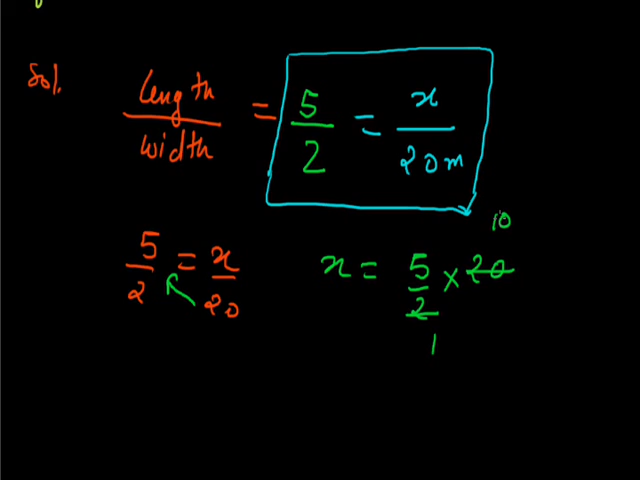 Sol. length/width = 5/2 = x/20m
5/2 = x/20
x = 5/2 × 20
10
1